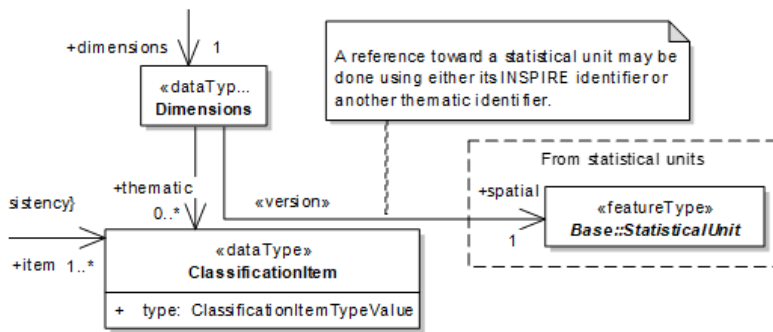 +dimensions 1
A reference toward a statistical unit may be
done using either its INSPIRE identifier or
another thematic identifier.
«dataTyp...
Dimensions
From statistical units
+thematic
0..*
«version»
+spatial
1
«featureType»
Base::StatisticalUnit
sistency}
+item 1..*
«dataType»
ClassificationItem
+ type: ClassificationItemTypeValue